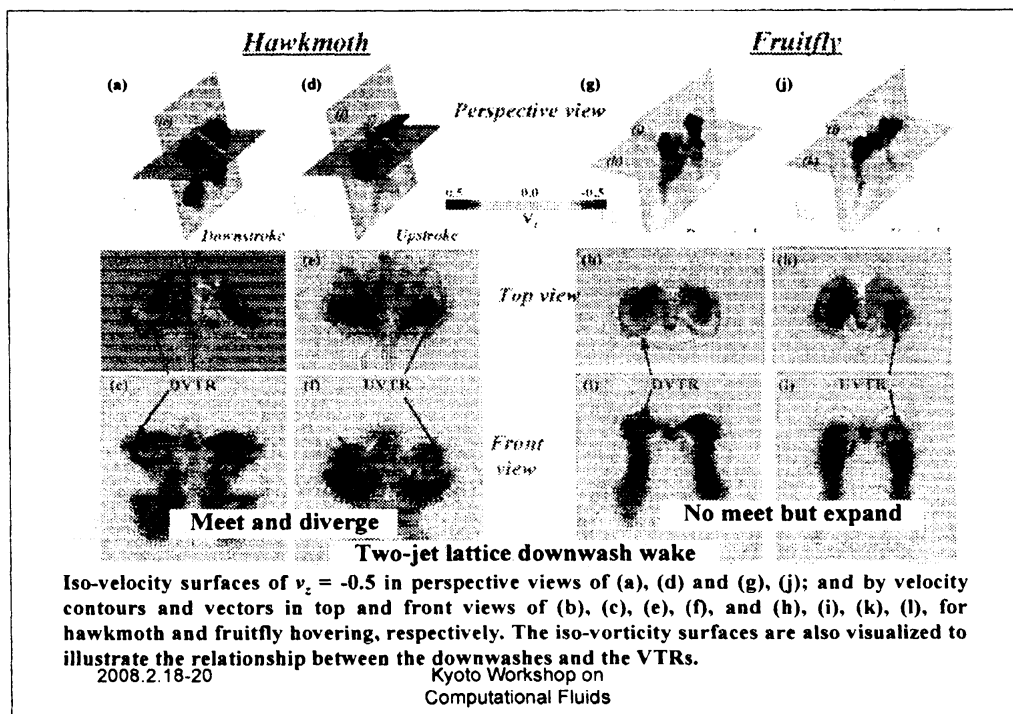 Hawkmoth
Fruitfly
(a)
(d)
(g)
(j)
Perspective view
(h)
(k)
0.5 0.0 -0.5
Downstroke
Upstroke
(e)
(h)
(k)
Top view
(c)
DVTR
(f)
UVTR
(i)
DVTR
(l)
UVTR
Front
view
Meet and diverge
No meet but expand
Two-jet lattice downwash wake
Iso-velocity surfaces of v_z = -0.5 in perspective views of (a), (d) and (g), (j); and by velocity
contours and vectors in top and front views of (b), (c), (e), (f), and (h), (i), (k), (l), for
hawkmoth and fruitfly hovering, respectively. The iso-vorticity surfaces are also visualized to
illustrate the relationship between the downwashes and the VTRs.
2008.2.18-20
Kyoto Workshop on
Computational Fluids